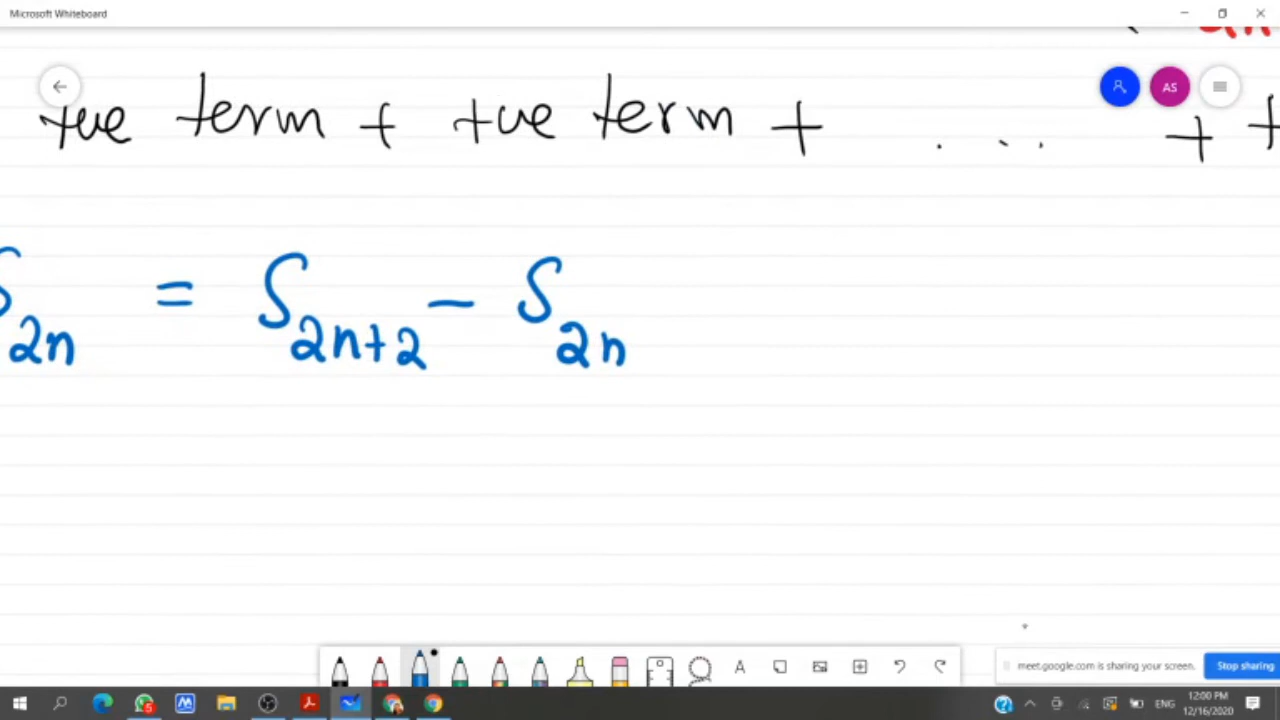 Microsoft Whiteboard
+ve term + +ve term + . . . . +
AS
S2n = S2n+2 - S2n
A
meet.google.com is sharing your screen. Stop sharing
5
ENG
12:00 PM
12/16/2020